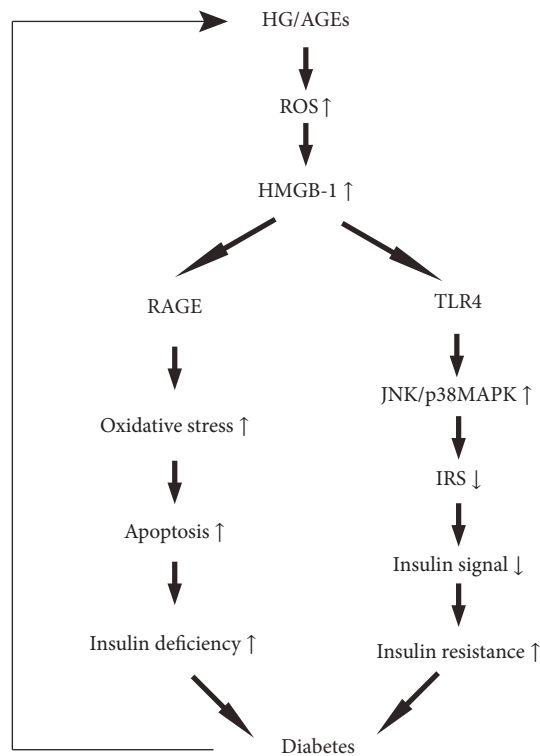 HG/AGEs
ROS ↑
HMGB-1 ↑
RAGE
TLR4
Oxidative stress ↑
JNK/p38MAPK ↑
Apoptosis ↑
IRS ↓
Insulin deficiency ↑
Insulin signal ↓
Insulin resistance ↑
Diabetes